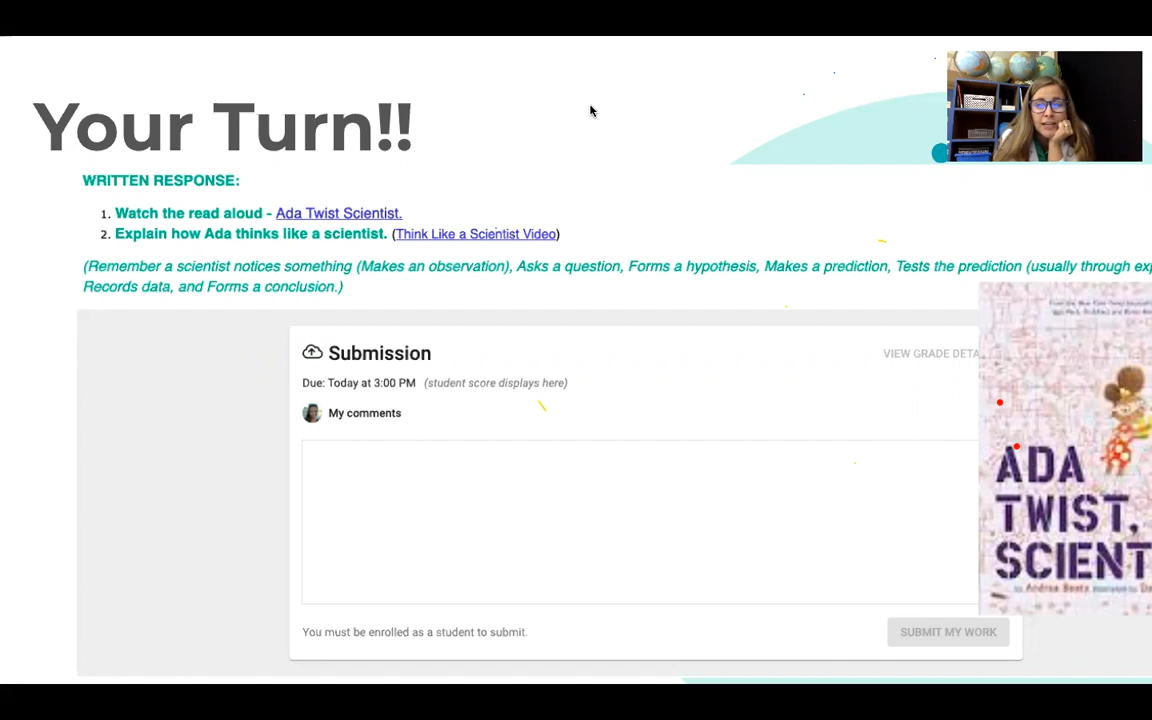 Your Turn!!
WRITTEN RESPONSE:
1. Watch the read aloud - Ada Twist Scientist.
2. Explain how Ada thinks like a scientist. (Think Like a Scientist Video)
(Remember a scientist notices something (Makes an observation), Asks a question, Forms a hypothesis, Makes a prediction, Tests the prediction (usually through exp
Records data, and Forms a conclusion.)
Submission
VIEW GRADE DETA
Due: Today at 3:00 PM (student score displays here)
My comments
ADA
TWIST,
SCIENT
by Andrea Beaty
You must be enrolled as a student to submit.
SUBMIT MY WORK